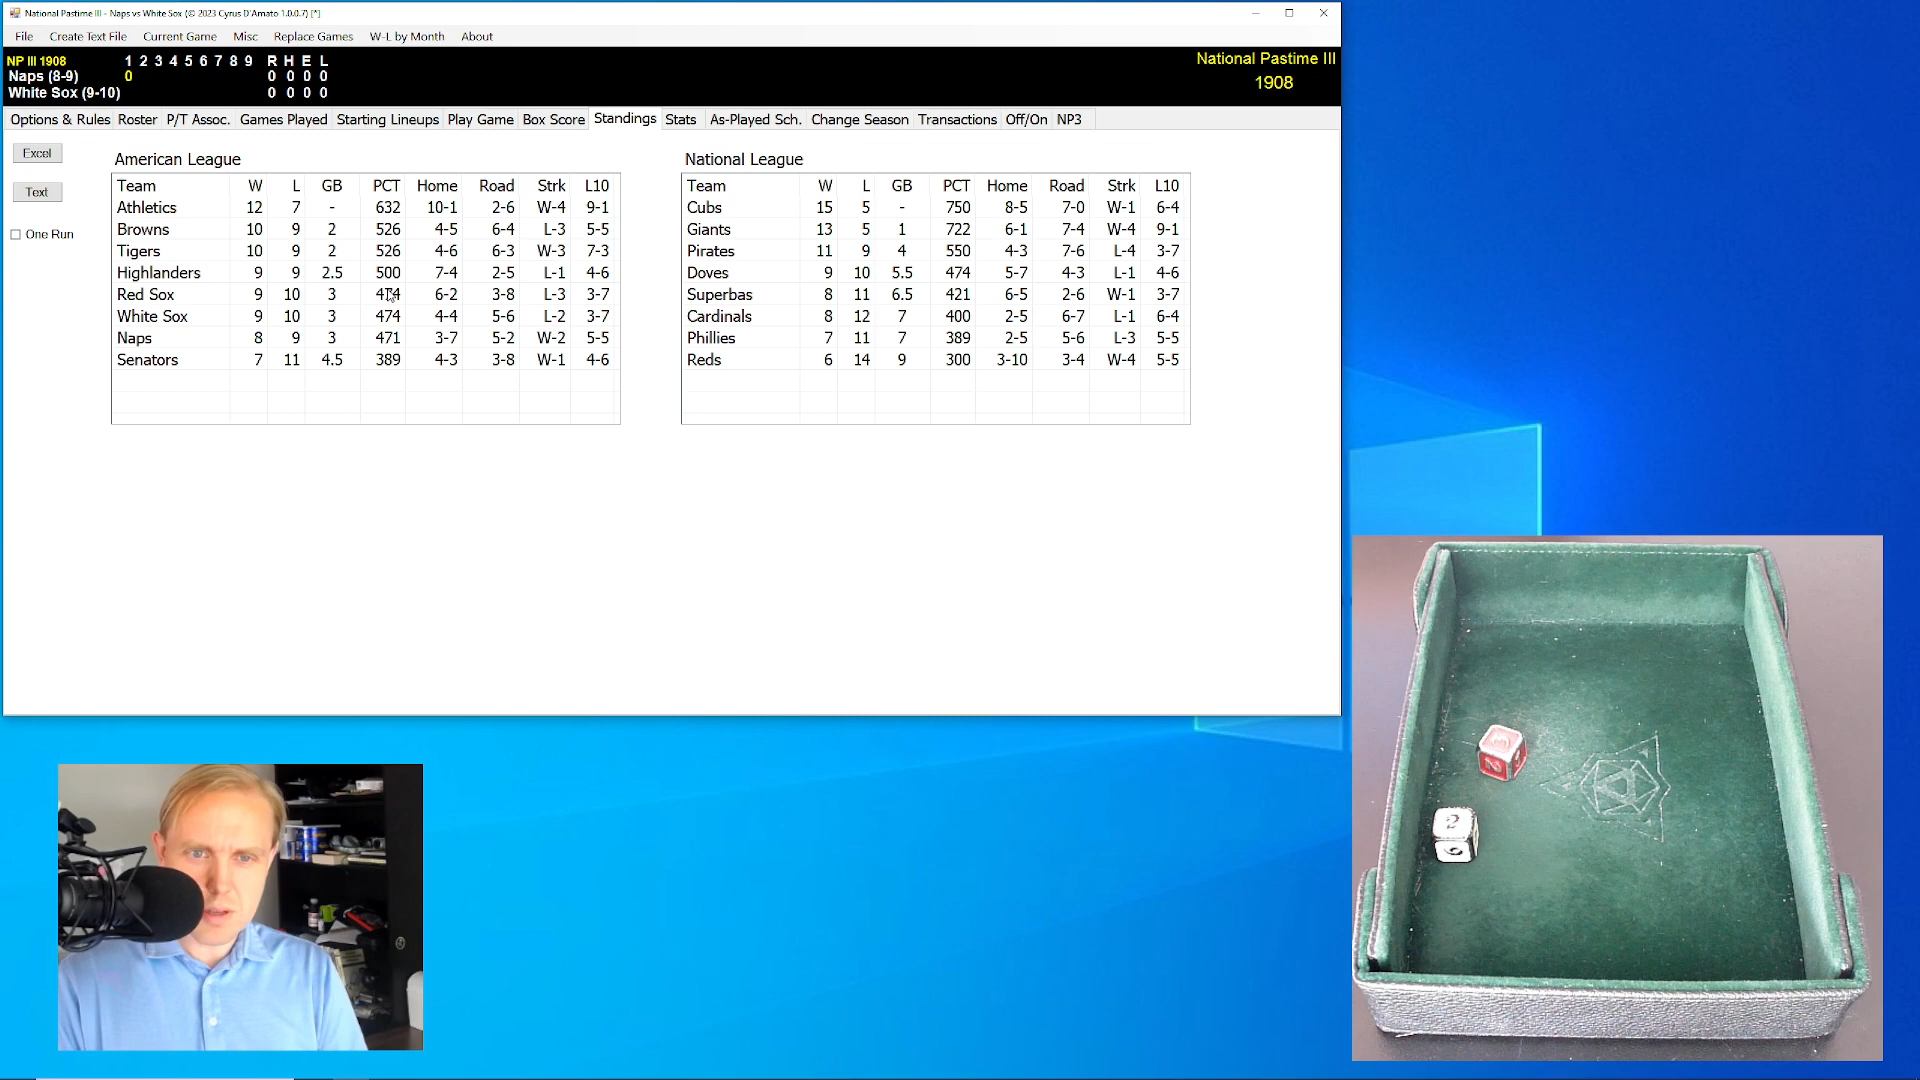 National Pastime III - Naps vs White Sox (© 2023 Cyrus D'Amato 1.0.0.7) [*]
File Create Text File Current Game Misc Replace Games W-L by Month About
NP III 1908 1 2 3 4 5 6 7 8 9 R H E L
Naps (8-9) 0 0 0 0 0
White Sox (9-10) 0 0 0 0
National Pastime III
1908
Options & Rules Roster P/T Assoc. Games Played Starting Lineups Play Game Box Score Standings Stats As-Played Sch. Change Season Transactions Off/On NP3
Excel
Text
One Run
American League
Team W L GB PCT Home Road Strk L10
Athletics 12 7 - 632 10-1 2-6 W-4 9-1
Browns 10 9 2 526 4-5 6-4 L-3 5-5
Tigers 10 9 2 526 4-6 6-3 W-3 7-3
Highlanders 9 9 2.5 500 7-4 2-5 L-1 4-6
Red Sox 9 10 3 474 6-2 3-8 L-3 3-7
White Sox 9 10 3 474 4-4 5-6 L-2 3-7
Naps 8 9 3 471 3-7 5-2 W-2 5-5
Senators 7 11 4.5 389 4-3 3-8 W-1 4-6
National League
Team W L GB PCT Home Road Strk L10
Cubs 15 5 - 750 8-5 7-0 W-1 6-4
Giants 13 5 1 722 6-1 7-4 W-4 9-1
Pirates 11 9 4 550 4-3 7-6 L-4 3-7
Doves 9 10 5.5 474 5-7 4-3 L-1 4-6
Superbas 8 11 6.5 421 6-5 2-6 W-1 3-7
Cardinals 8 12 7 400 2-5 6-7 L-1 6-4
Phillies 7 11 7 389 2-5 5-6 L-3 5-5
Reds 6 14 9 300 3-10 3-4 W-4 5-5
3
2
2
6